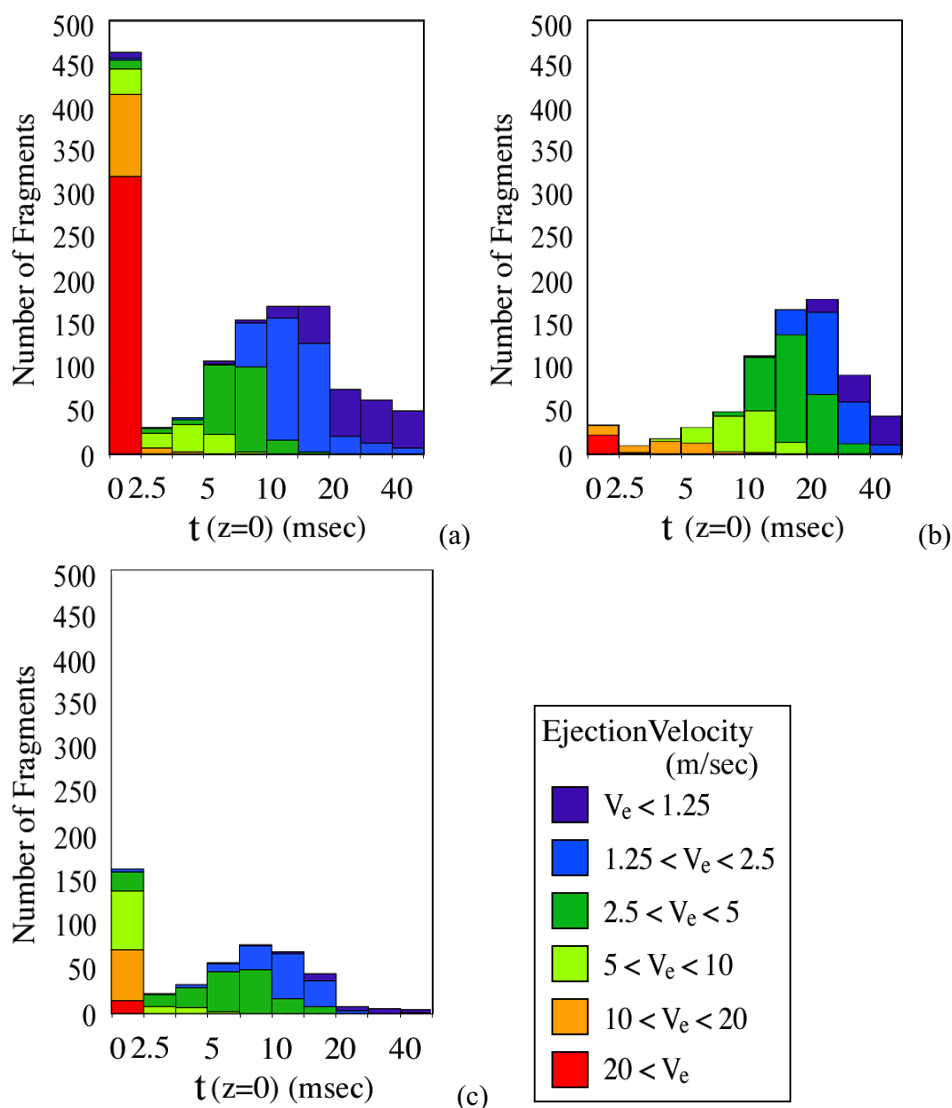 500
450
400
350
300
250
200
150
100
50
0
Number of Fragments
0 2.5 5 10 20 40
t (z=0) (msec)
(a)
500
450
400
350
300
250
200
150
100
50
0
Number of Fragments
0 2.5 5 10 20 40
t (z=0) (msec)
(b)
500
450
400
350
300
250
200
150
100
50
0
Number of Fragments
0 2.5 5 10 20 40
t (z=0) (msec)
(c)
EjectionVelocity
(m/sec)
Ve < 1.25
1.25 < Ve < 2.5
2.5 < Ve < 5
5 < Ve < 10
10 < Ve < 20
20 < Ve